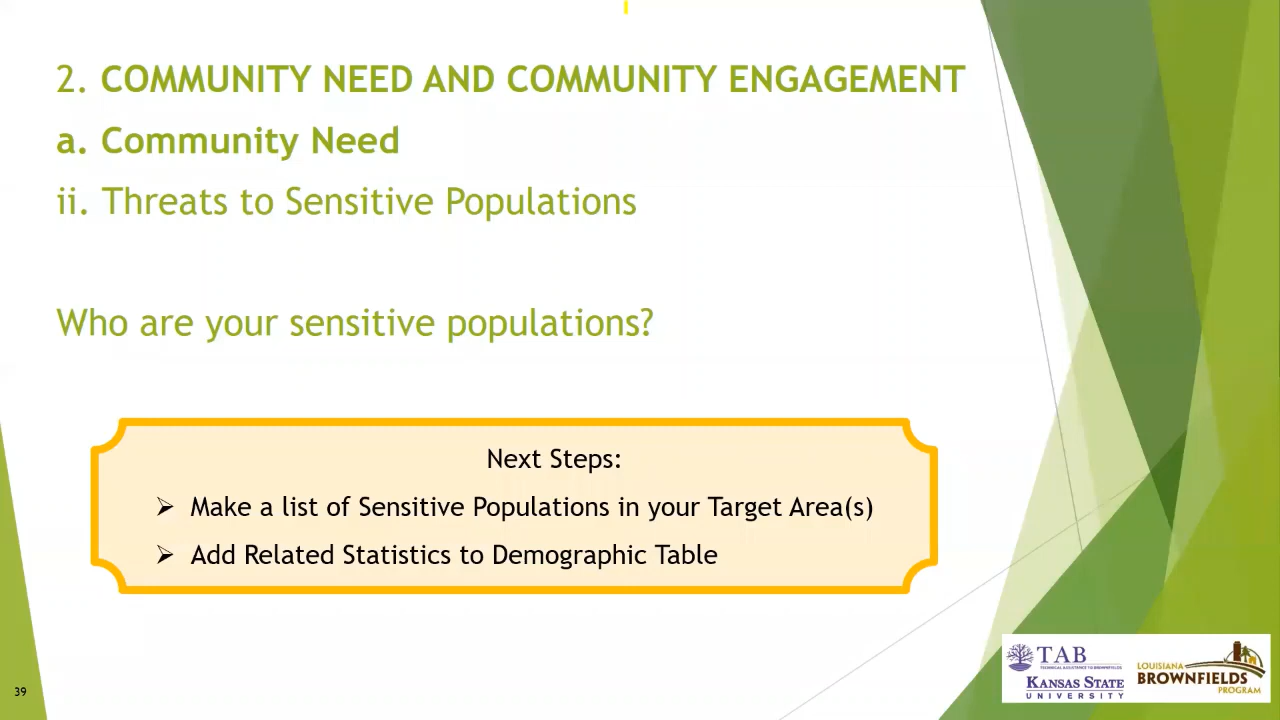 2. COMMUNITY NEED AND COMMUNITY ENGAGEMENT
a. Community Need
ii. Threats to Sensitive Populations
Who are your sensitive populations?
Next Steps:
➢ Make a list of Sensitive Populations in your Target Area(s)
➢ Add Related Statistics to Demographic Table
39
TAB
TECHNICAL ASSISTANCE TO BROWNFIELDS
KANSAS STATE
UNIVERSITY
LOUISIANA
BROWNFIELDS
PROGRAM